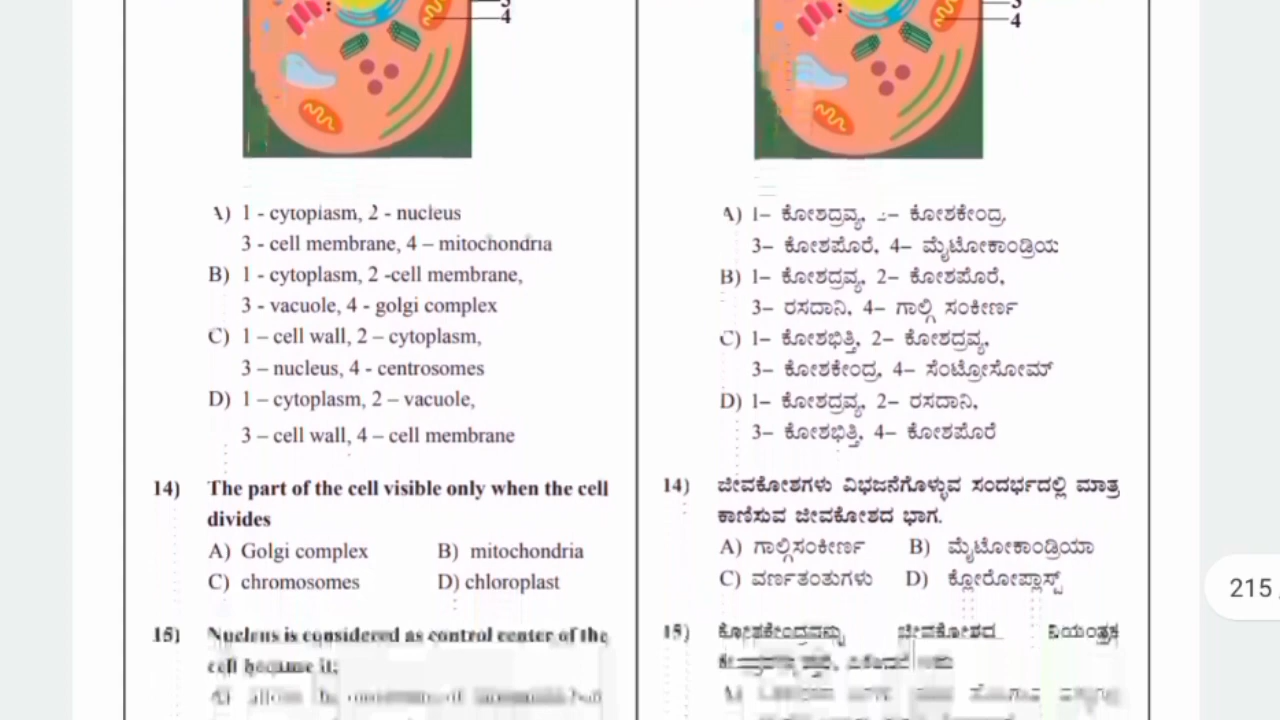 3
4
A) 1 - cytoplasm, 2 - nucleus
3 - cell membrane, 4 – mitochondria
B) 1 - cytoplasm, 2 -cell membrane,
3 - vacuole, 4 - golgi complex
C) 1 – cell wall, 2 – cytoplasm,
3 – nucleus, 4 - centrosomes
D) 1 – cytoplasm, 2 – vacuole,
3 – cell wall, 4 – cell membrane
14) The part of the cell visible only when the cell
divides
A) Golgi complex B) mitochondria
C) chromosomes D) chloroplast
15) Nucleus is considered as control center of the
cell because it;
3
4
A) 1– ಕೋಶದ್ರವ್ಯ, 2– ಕೋಶಕೇಂದ್ರ,
3– ಕೋಶಪೊರೆ, 4– ಮೈಟೋಕಾಂಡ್ರಿಯ
B) 1– ಕೋಶದ್ರವ್ಯ, 2– ಕೋಶಪೊರೆ,
3– ರಸದಾನಿ, 4– ಗಾಲ್ಗಿ ಸಂಕೀರ್ಣ
C) 1– ಕೋಶಭಿತ್ತಿ, 2– ಕೋಶದ್ರವ್ಯ,
3– ಕೋಶಕೇಂದ್ರ, 4– ಸೆಂಟ್ರೋಸೋಮ್
D) 1– ಕೋಶದ್ರವ್ಯ, 2– ರಸದಾನಿ,
3– ಕೋಶಭಿತ್ತಿ, 4– ಕೋಶಪೊರೆ
14) ಜೀವಕೋಶಗಳು ವಿಭಜನೆಗೊಳ್ಳುವ ಸಂದರ್ಭದಲ್ಲಿ ಮಾತ್ರ
ಕಾಣಿಸುವ ಜೀವಕೋಶದ ಭಾಗ.
A) ಗಾಲ್ಗಿಸಂಕೀರ್ಣ B) ಮೈಟೋಕಾಂಡ್ರಿಯಾ
C) ವರ್ಣತಂತುಗಳು D) ಕ್ಲೋರೋಪ್ಲಾಸ್ಟ್
15) ಕೋಶಕೇಂದ್ರವನ್ನು ಜೀವಕೋಶದ ನಿಯಂತ್ರಕ
215